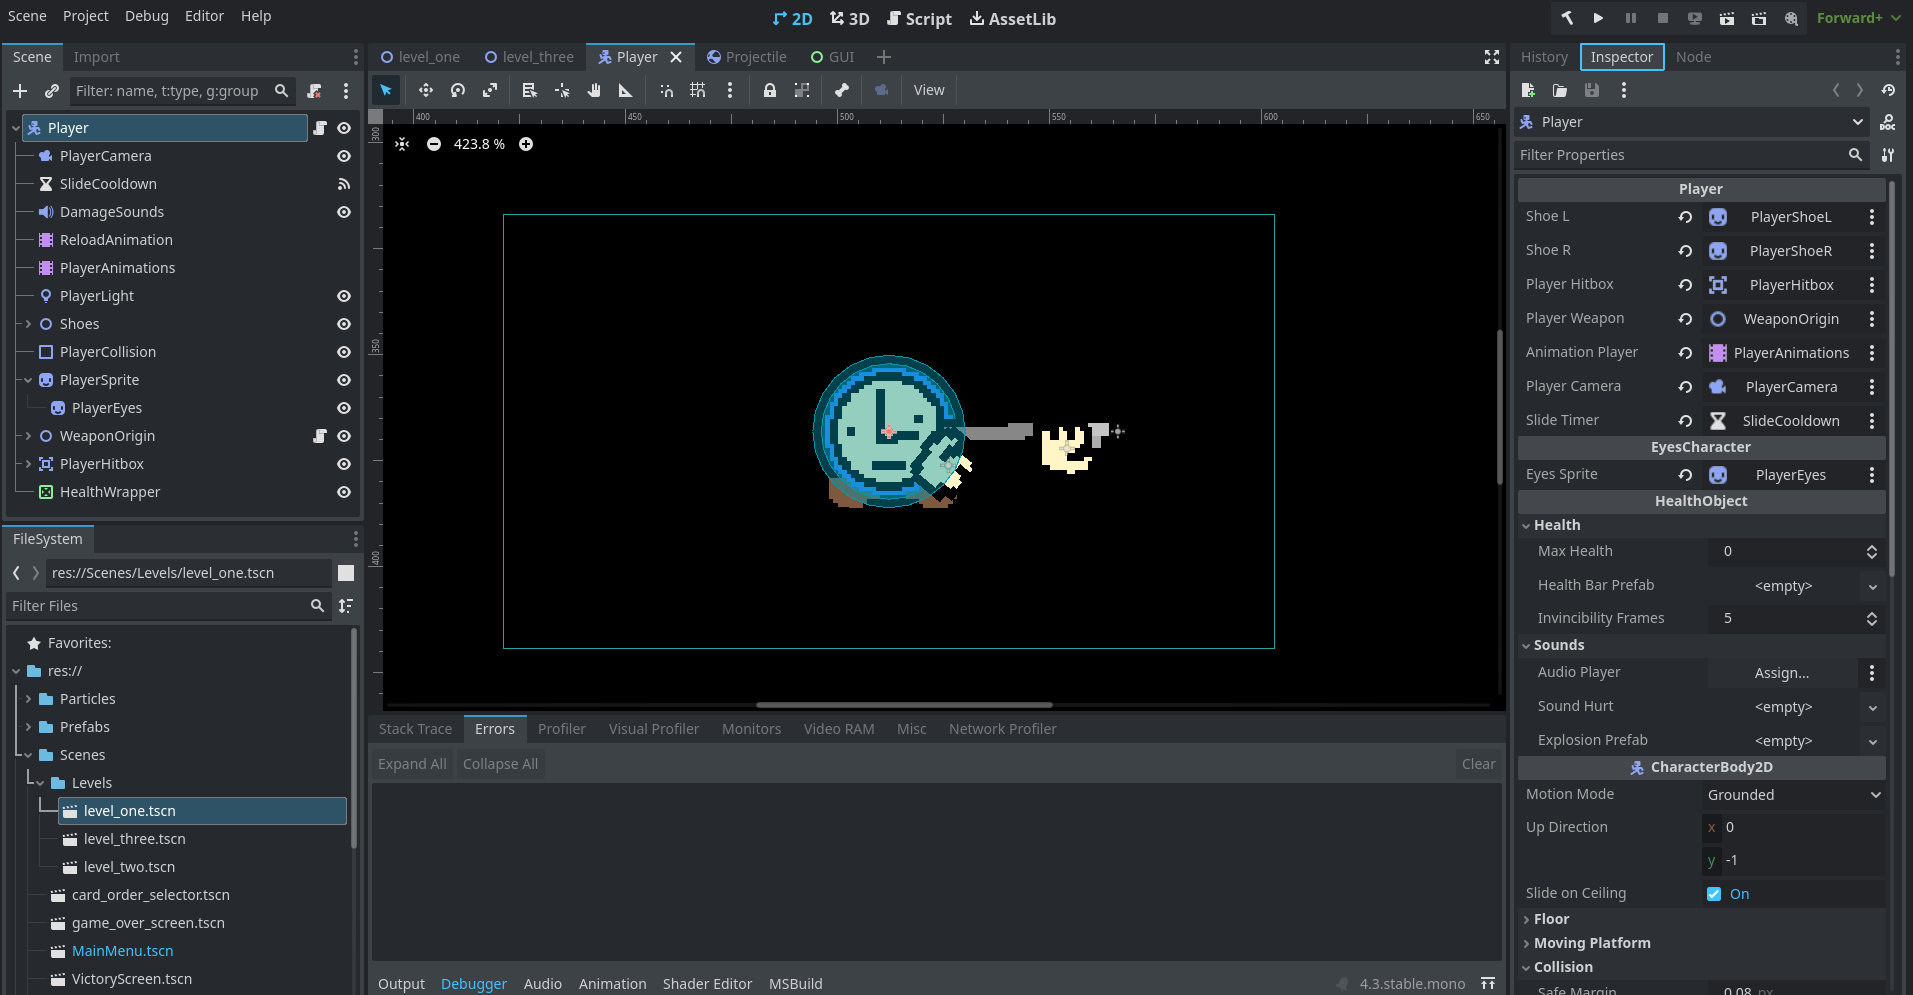 Scene Project Debug Editor Help
2D 3D Script AssetLib
Forward+
Scene Import
level_one level_three Player Projectile GUI
History Inspector Node
Filter: name, t:type, g:group
View
400 450 500 550 600 650
300
350
400
423.8 %
Player
PlayerCamera
SlideCooldown
DamageSounds
ReloadAnimation
PlayerAnimations
PlayerLight
Shoes
PlayerCollision
PlayerSprite
PlayerEyes
WeaponOrigin
PlayerHitbox
HealthWrapper
FileSystem
res://Scenes/Levels/level_one.tscn
Filter Files
Favorites:
res://
Particles
Prefabs
Scenes
Levels
level_one.tscn
level_three.tscn
level_two.tscn
card_order_selector.tscn
game_over_screen.tscn
MainMenu.tscn
VictoryScreen.tscn
Stack Trace Errors Profiler Visual Profiler Monitors Video RAM Misc Network Profiler
Expand All Collapse All Clear
Output Debugger Audio Animation Shader Editor MSBuild 4.3.stable.mono
Player
Filter Properties
Player
Shoe L PlayerShoeL
Shoe R PlayerShoeR
Player Hitbox PlayerHitbox
Player Weapon WeaponOrigin
Animation Player PlayerAnimations
Player Camera PlayerCamera
Slide Timer SlideCooldown
EyesCharacter
Eyes Sprite PlayerEyes
HealthObject
Health
Max Health 0
Health Bar Prefab <empty>
Invincibility Frames 5
Sounds
Audio Player Assign...
Sound Hurt <empty>
Explosion Prefab <empty>
CharacterBody2D
Motion Mode Grounded
Up Direction x 0
y -1
Slide on Ceiling On
Floor
Moving Platform
Collision
Safe Margin 0.08 px